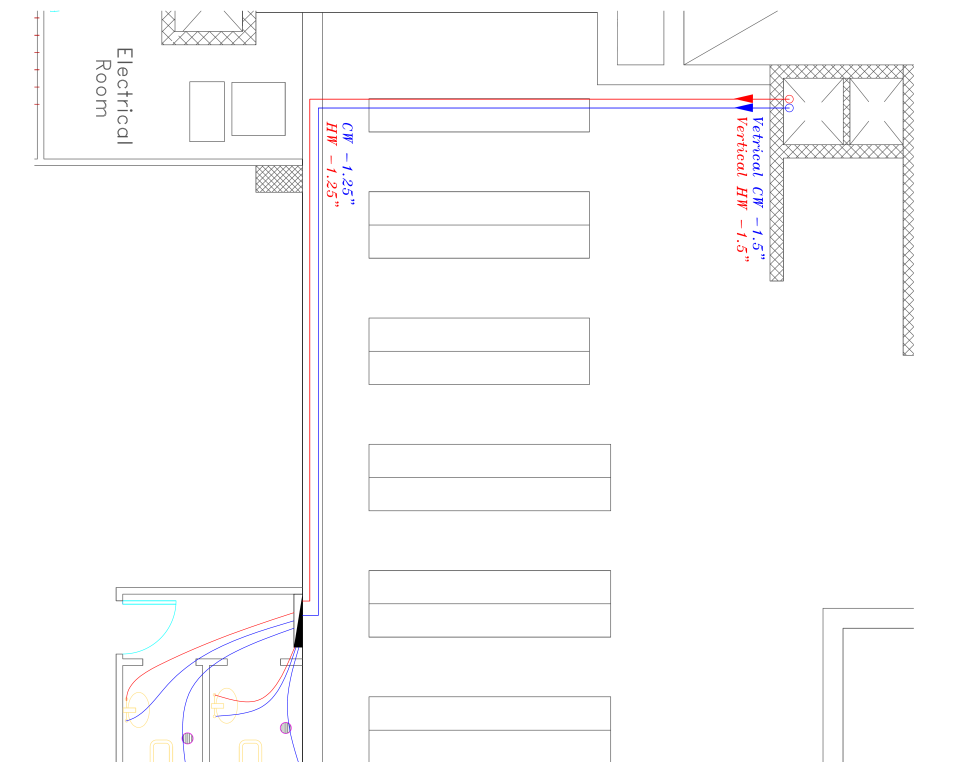 Electrical
Room
CW -1.25"
HW -1.25"
Vetrical CW -1.5"
Vertical HW -1.5"